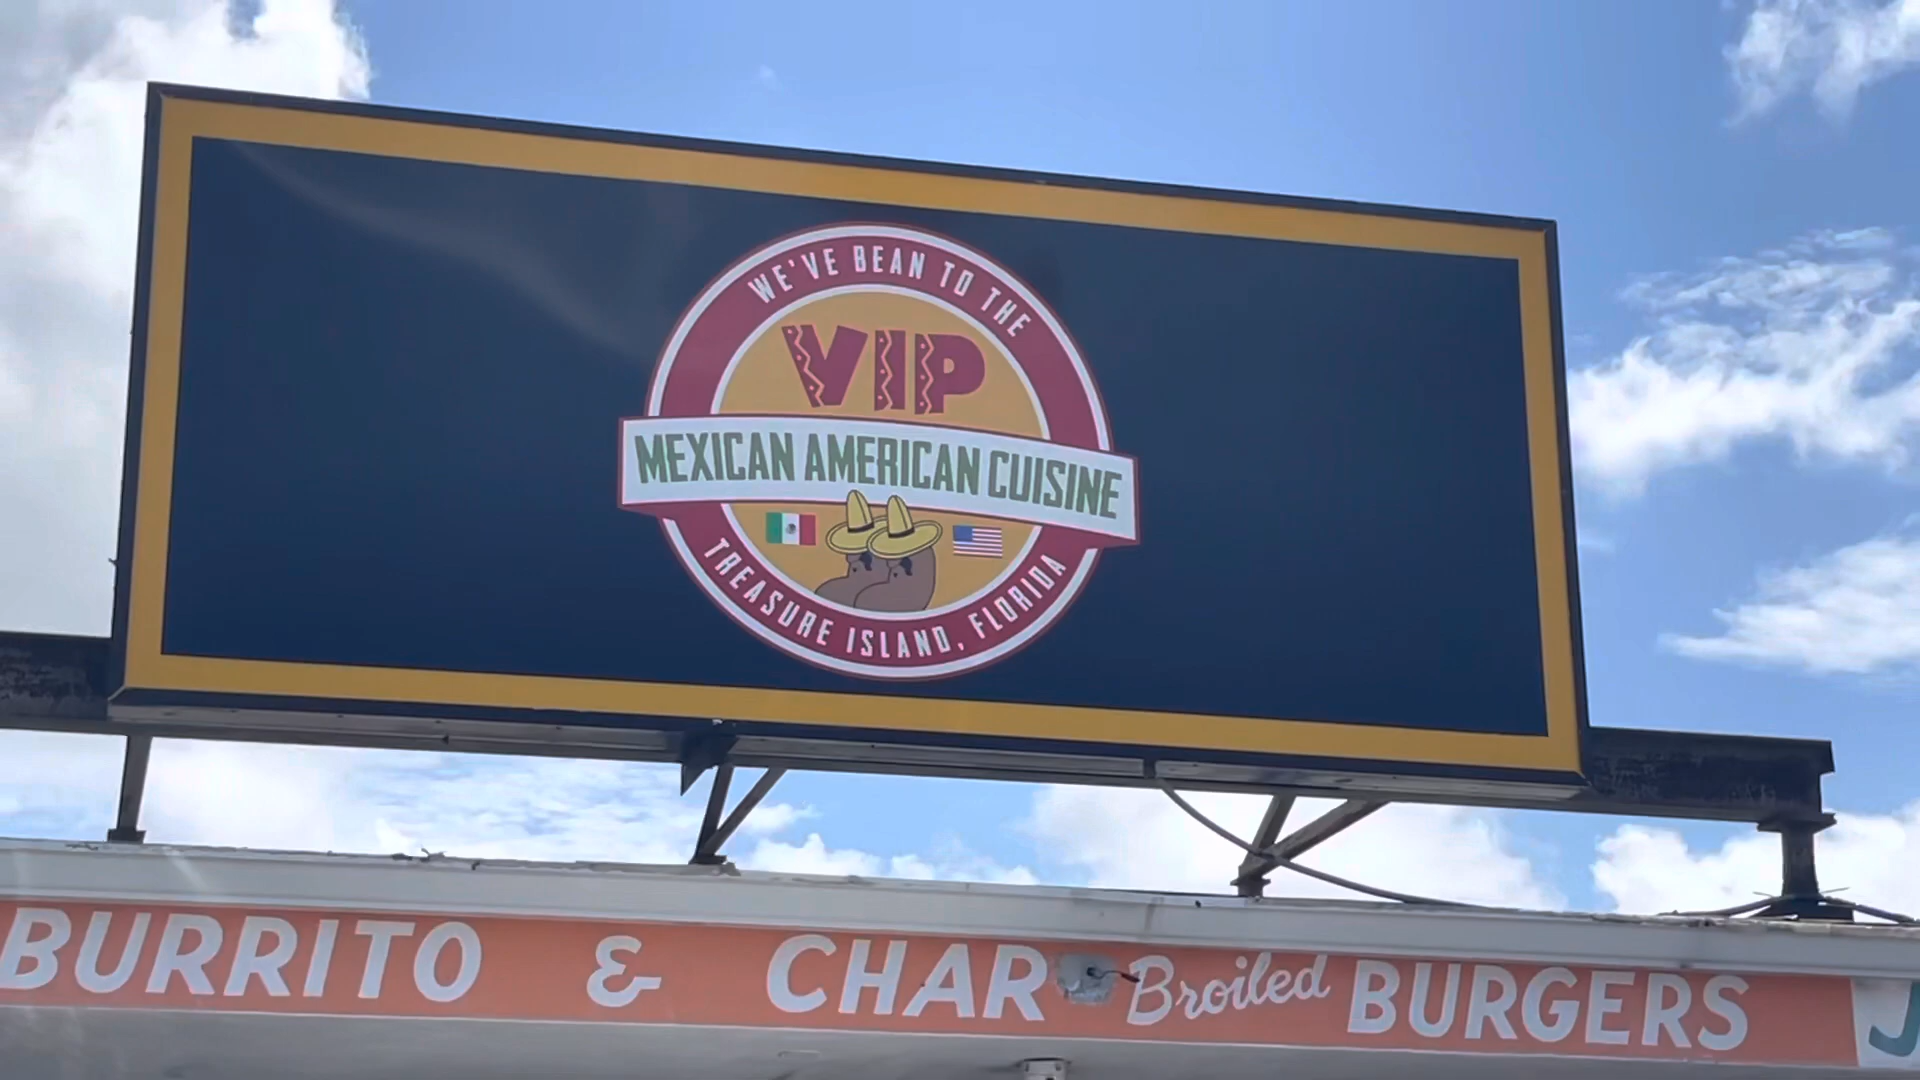 WE'VE BEAN TO THE
VIP
MEXICAN AMERICAN CUISINE
TREASURE ISLAND, FLORIDA
BURRITO & CHAR Broiled BURGERS